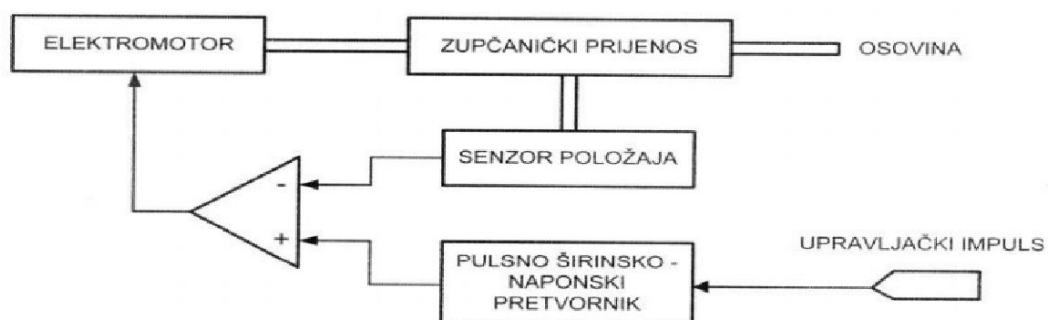 ELEKTROMOTOR
ZUPČANIČKI PRIJENOS
OSOVINA
SENZOR POLOŽAJA
-
+
UPRAVLJAČKI IMPULS
PULSNO ŠIRINSKO -
NAPONSKI
PRETVORNIK